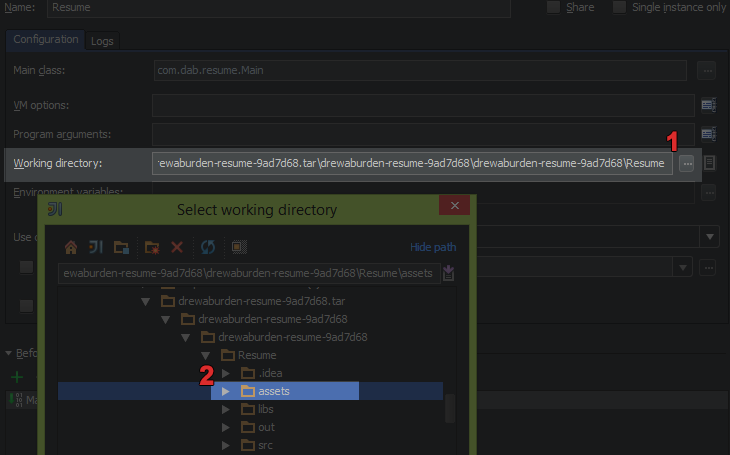 Name: Resume Share Single instance only
Configuration Logs
Main class: com.dab.resume.Main
VM options:
Program arguments:
1
Working directory: ewaburden-resume-9ad7d68.tar\drewaburden-resume-9ad7d68\drewaburden-resume-9ad7d68\Resume
Environment variables:
Select working directory
Use
Hide path
ewaburden-resume-9ad7d68\drewaburden-resume-9ad7d68\Resume\assets
drewaburden-resume-9ad7d68.tar
drewaburden-resume-9ad7d68
drewaburden-resume-9ad7d68
Resume
2
.idea
assets
libs
out
src